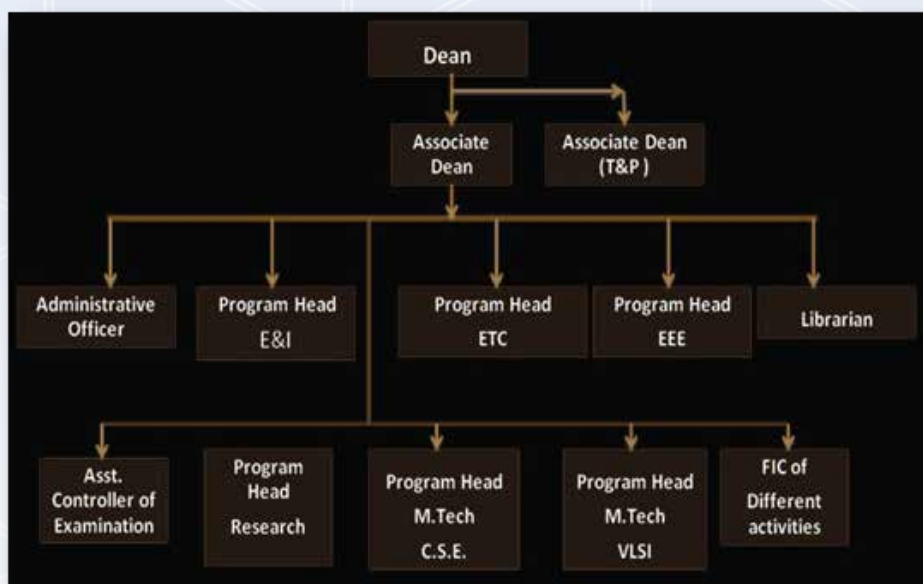 Dean
Associate
Dean
Associate Dean
(T&P )
Administrative
Officer
Program Head
E&I
Program Head
ETC
Program Head
EEE
Librarian
Asst.
Controller of
Examination
Program
Head
Research
Program Head
M.Tech
C.S.E.
Program Head
M.Tech
VLSI
FIC of
Different
activities